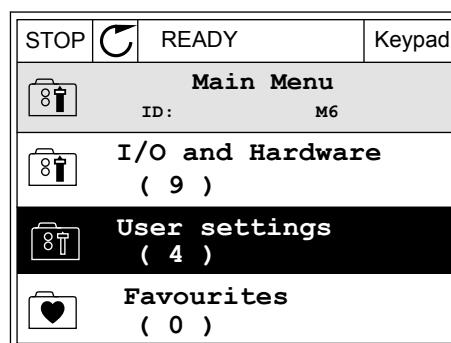 STOP READY Keypad
Main Menu
ID: M6
I/O and Hardware
( 9 )
User settings
( 4 )
Favourites
( 0 )